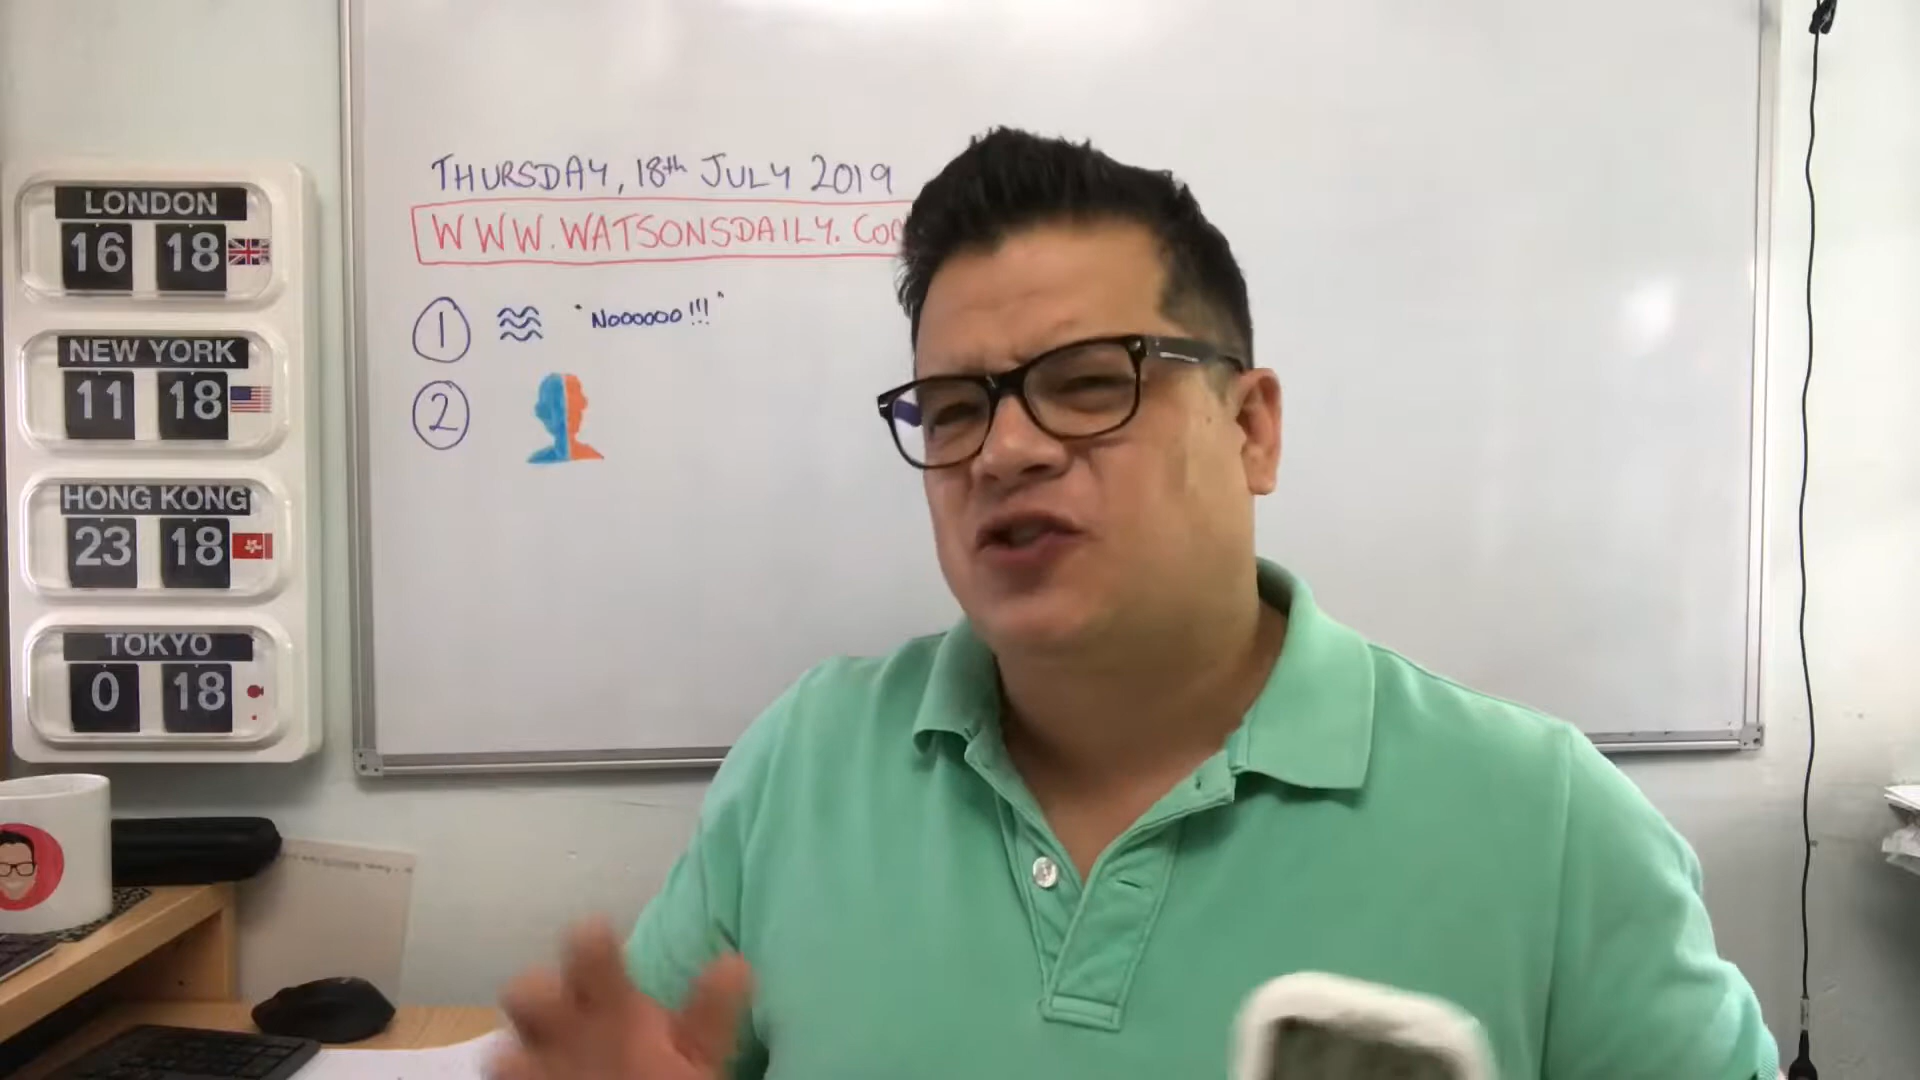 THURSDAY, 18th JULY 2019
WWW.WATSONSDAILY.CO
1 "Noooooo!!!"
2
LONDON
16 18
NEW YORK
11 18
HONG KONG
23 18
TOKYO
0 18